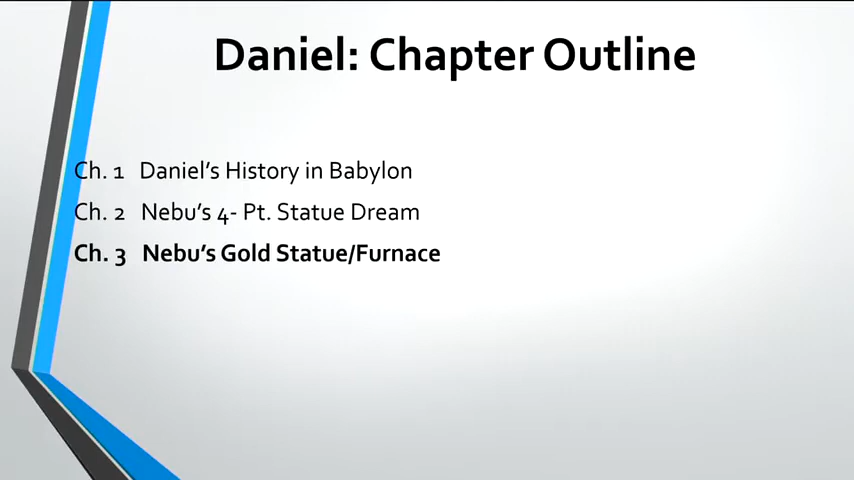 Daniel: Chapter Outline
Ch. 1 Daniel’s History in Babylon
Ch. 2 Nebu’s 4- Pt. Statue Dream
Ch. 3 Nebu’s Gold Statue/Furnace